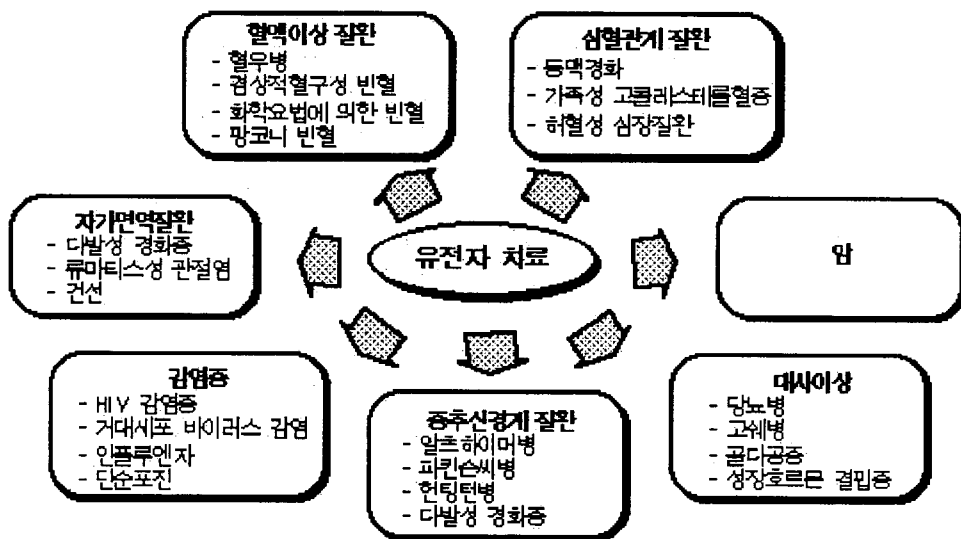 혈액이상 질환
- 혈우병
- 겸상적혈구성 빈혈
- 화학요법에 의한 빈혈
- 팡코니 빈혈
심혈관계 질환
- 동맥경화
- 가족성 고콜레스테롤혈증
- 허혈성 심장질환
자가면역질환
- 다발성 경화증
- 류마티스성 관절염
- 건선
유전자 치료
암
감염증
- HIV 감염증
- 거대세포 바이러스 감염
- 인플루엔자
- 단순포진
중추신경계 질환
- 알츠하이머병
- 파킨슨씨병
- 헌팅턴병
- 다발성 경화증
대사이상
- 당뇨병
- 고쉐병
- 골다공증
- 성장호르몬 결핍증